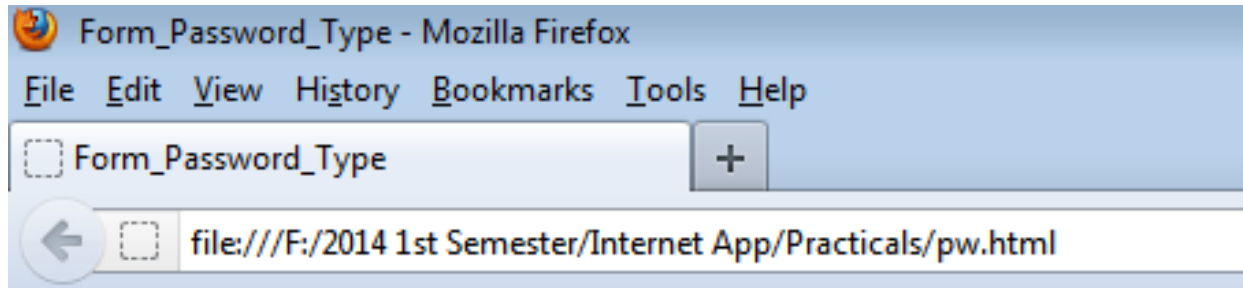 Form_Password_Type - Mozilla Firefox
File Edit View History Bookmarks Tools Help
Form_Password_Type +
file:///F:/2014 1st Semester/Internet App/Practicals/pw.html